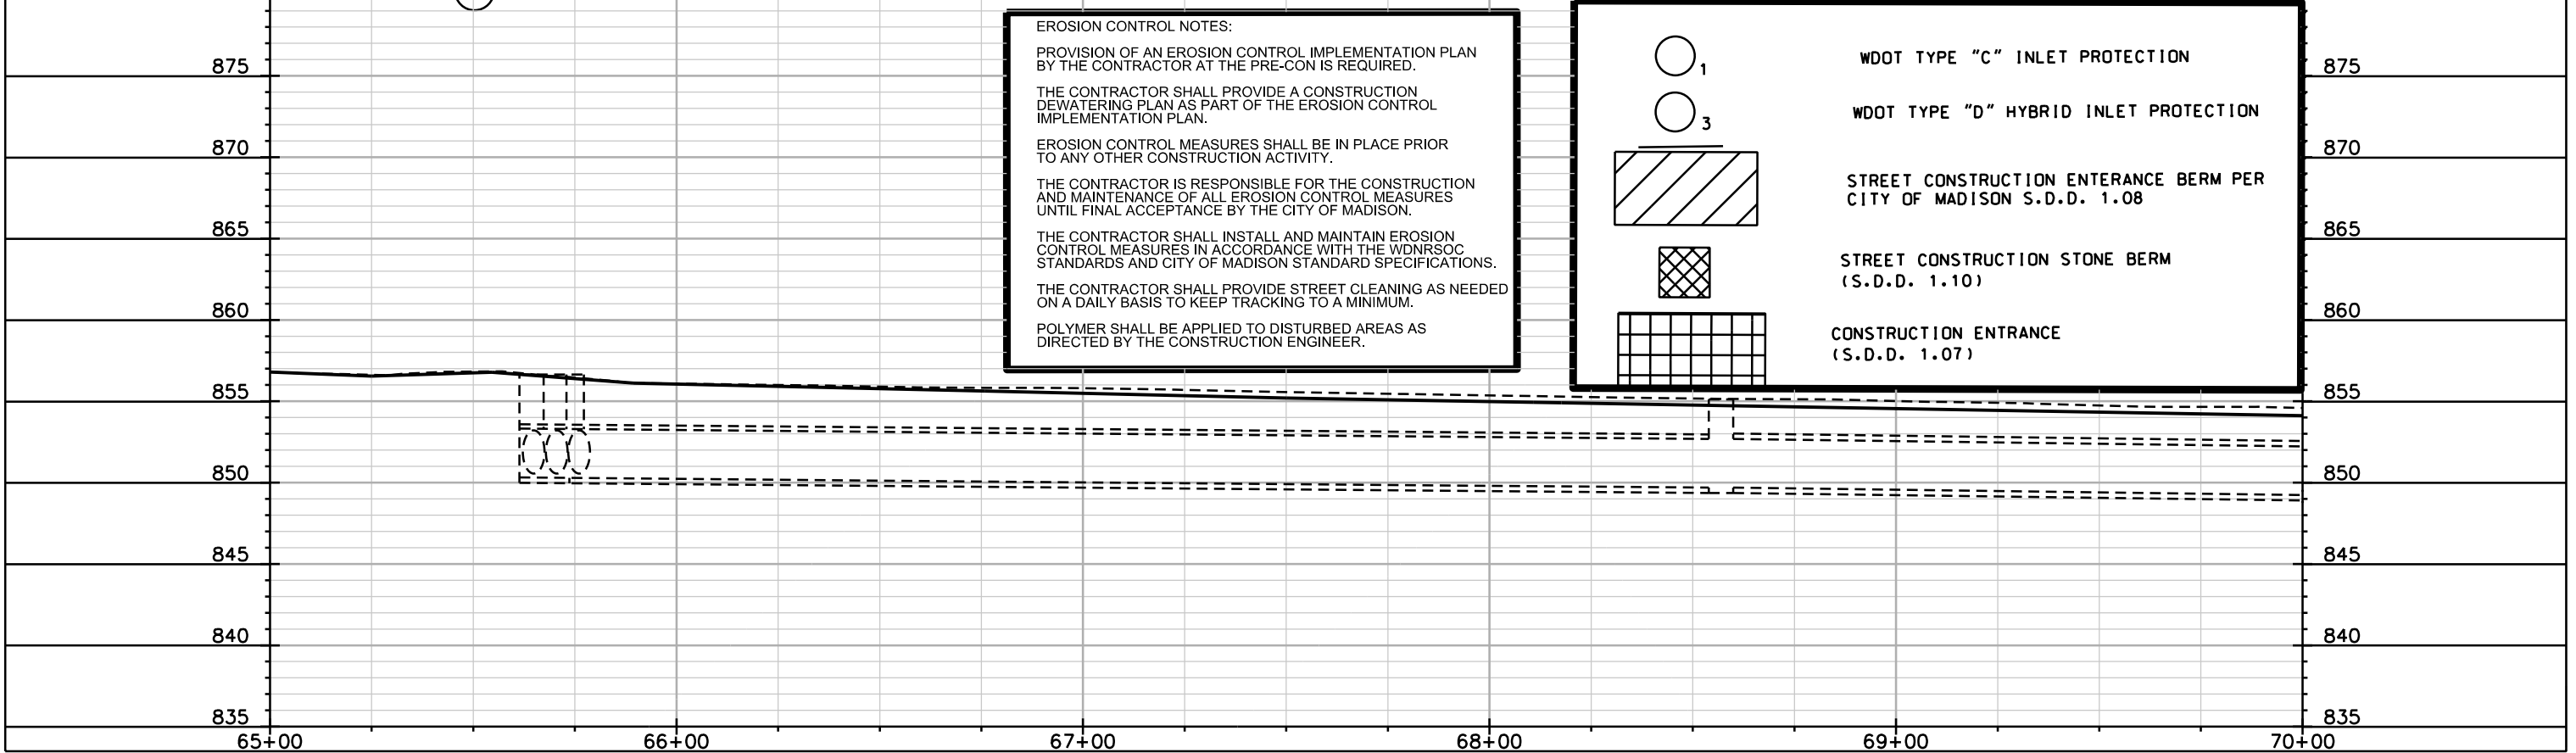 EROSION CONTROL NOTES:
PROVISION OF AN EROSION CONTROL IMPLEMENTATION PLAN
BY THE CONTRACTOR AT THE PRE-CON IS REQUIRED.
THE CONTRACTOR SHALL PROVIDE A CONSTRUCTION
DEWATERING PLAN AS PART OF THE EROSION CONTROL
IMPLEMENTATION PLAN.
EROSION CONTROL MEASURES SHALL BE IN PLACE PRIOR
TO ANY OTHER CONSTRUCTION ACTIVITY.
THE CONTRACTOR IS RESPONSIBLE FOR THE CONSTRUCTION
AND MAINTENANCE OF ALL EROSION CONTROL MEASURES
UNTIL FINAL ACCEPTANCE BY THE CITY OF MADISON.
THE CONTRACTOR SHALL INSTALL AND MAINTAIN EROSION
CONTROL MEASURES IN ACCORDANCE WITH THE WDNRSOC
STANDARDS AND CITY OF MADISON STANDARD SPECIFICATIONS.
THE CONTRACTOR SHALL PROVIDE STREET CLEANING AS NEEDED
ON A DAILY BASIS TO KEEP TRACKING TO A MINIMUM.
POLYMER SHALL BE APPLIED TO DISTURBED AREAS AS
DIRECTED BY THE CONSTRUCTION ENGINEER.
1 WDOT TYPE "C" INLET PROTECTION
3 WDOT TYPE "D" HYBRID INLET PROTECTION
STREET CONSTRUCTION ENTERANCE BERM PER
CITY OF MADISON S.D.D. 1.08
STREET CONSTRUCTION STONE BERM
(S.D.D. 1.10)
CONSTRUCTION ENTRANCE
(S.D.D. 1.07)
875 875
870 870
865 865
860 860
855 855
850 850
845 845
840 840
835 835
65+00 66+00 67+00 68+00 69+00 70+00